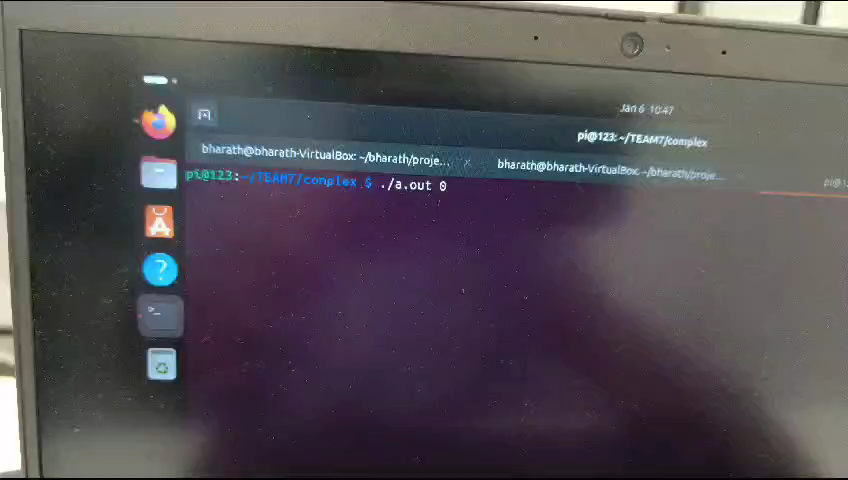 Jan 6 10:47
pi@123: ~/TEAM7/complex
bharath@bharath-VirtualBox: ~/bharath/proje...
bharath@bharath-VirtualBox: ~/bharath/proje...
pi@123:~/TEAM7/complex $ ./a.out 0